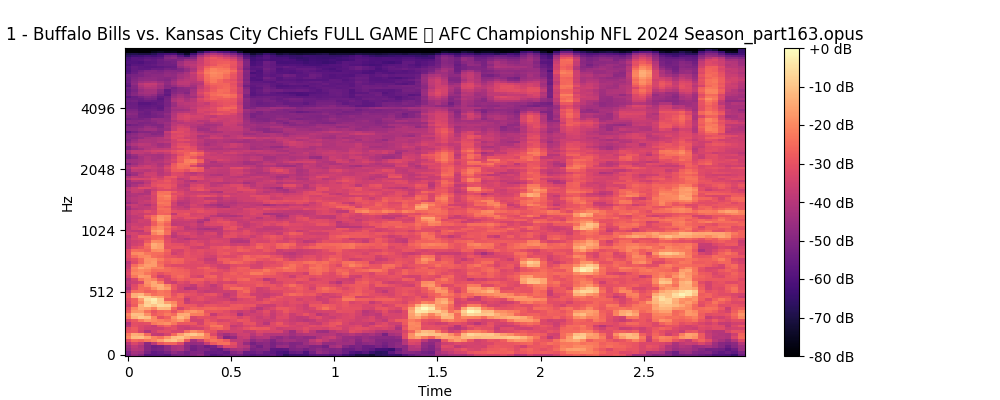 1 - Buffalo Bills vs. Kansas City Chiefs FULL GAME ▯ AFC Championship NFL 2024 Season_part163.opus
+0 dB
4096
-10 dB
-20 dB
2048
-30 dB
Hz
1024
-40 dB
-50 dB
512
-60 dB
-70 dB
0
-80 dB
0
0.5
1
1.5
2
2.5
Time